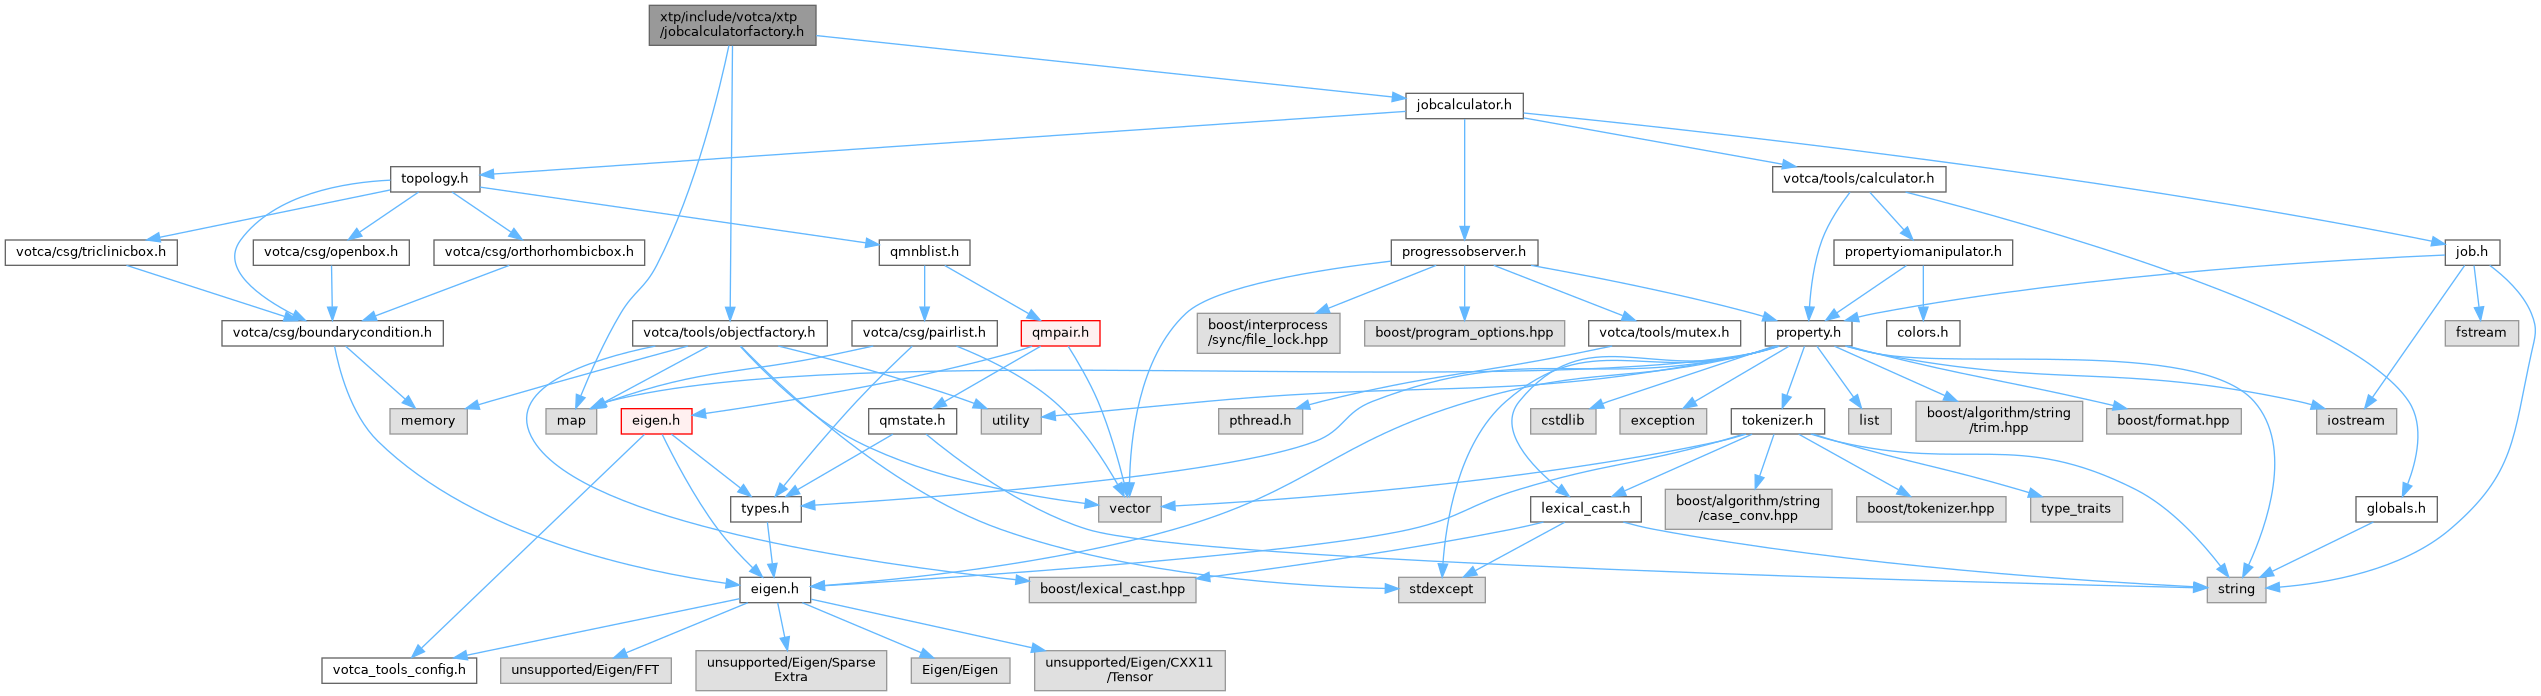 xtp/include/votca/xtp
/jobcalculatorfactory.h
jobcalculator.h
topology.h
votca/tools/calculator.h
votca/csg/triclinicbox.h
votca/csg/openbox.h
votca/csg/orthorhombicbox.h
qmnblist.h
progressobserver.h
propertyiomanipulator.h
job.h
votca/csg/boundarycondition.h
votca/tools/objectfactory.h
votca/csg/pairlist.h
qmpair.h
boost/interprocess
/sync/file_lock.hpp
boost/program_options.hpp
votca/tools/mutex.h
property.h
colors.h
fstream
memory
map
eigen.h
qmstate.h
utility
pthread.h
cstdlib
exception
tokenizer.h
list
boost/algorithm/string
/trim.hpp
boost/format.hpp
iostream
types.h
vector
lexical_cast.h
boost/algorithm/string
/case_conv.hpp
boost/tokenizer.hpp
type_traits
globals.h
eigen.h
boost/lexical_cast.hpp
stdexcept
string
votca_tools_config.h
unsupported/Eigen/FFT
unsupported/Eigen/Sparse
Extra
Eigen/Eigen
unsupported/Eigen/CXX11
/Tensor